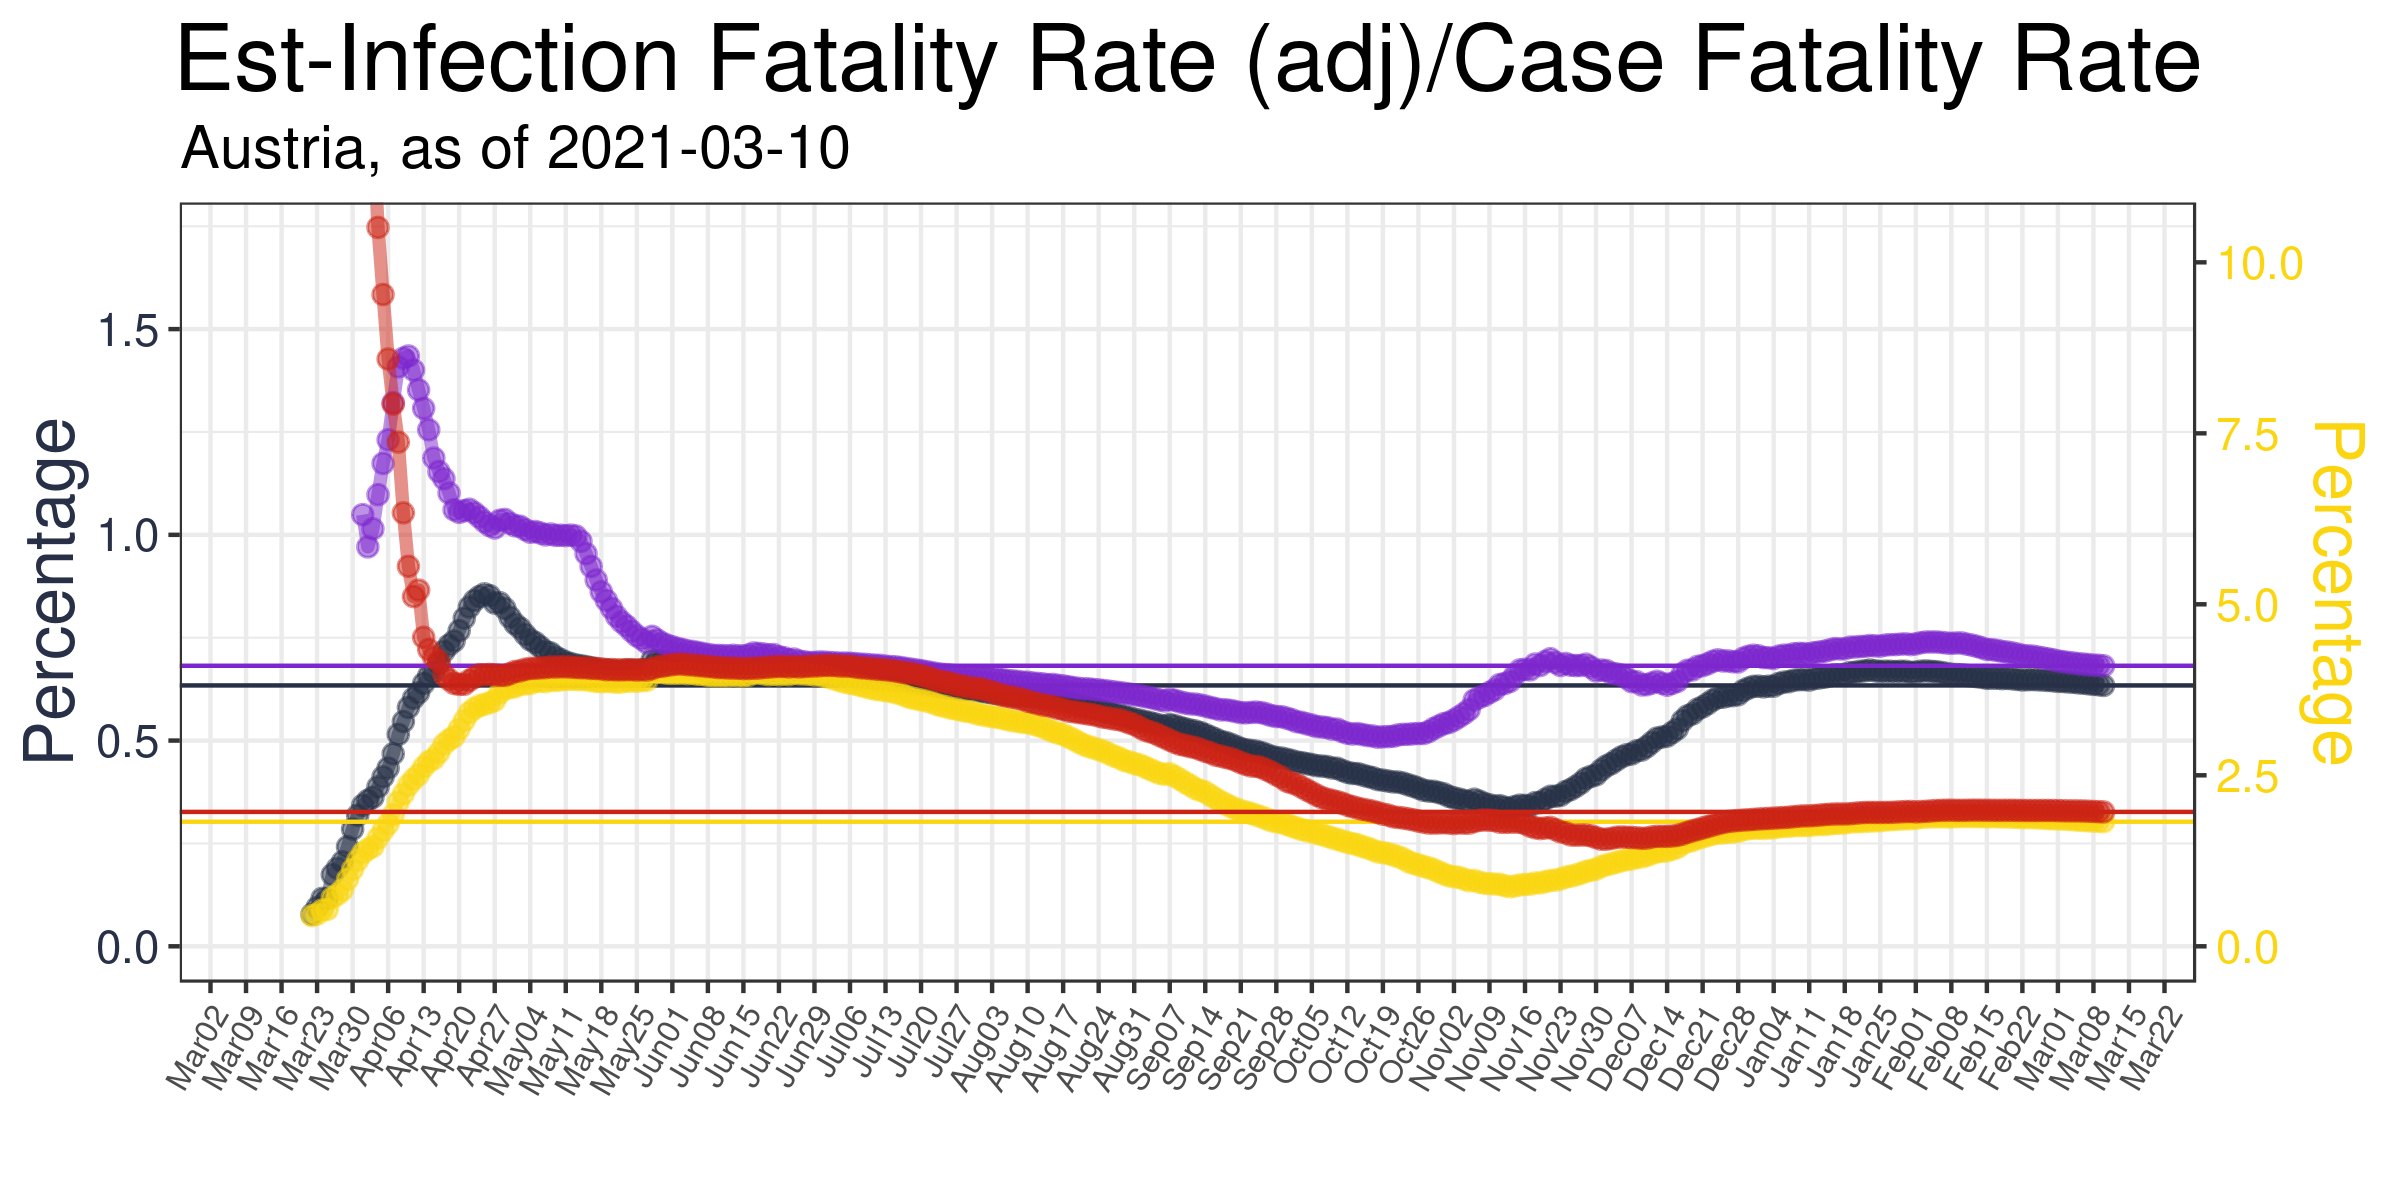 Est-Infection Fatality Rate (adj)/Case Fatality Rate
Austria, as of 2021-03-10
Percentage
1.5
1.0
0.5
0.0
10.0
7.5
5.0
2.5
0.0
Percentage
Mar02
Mar09
Mar16
Mar23
Mar30
Apr06
Apr13
Apr20
Apr27
May04
May11
May18
May25
Jun01
Jun08
Jun15
Jun22
Jun29
Jul06
Jul13
Jul20
Jul27
Aug03
Aug10
Aug17
Aug24
Aug31
Sep07
Sep14
Sep21
Sep28
Oct05
Oct12
Oct19
Oct26
Nov02
Nov09
Nov16
Nov23
Nov30
Dec07
Dec14
Dec21
Dec28
Jan04
Jan11
Jan18
Jan25
Feb01
Feb08
Feb15
Feb22
Mar01
Mar08
Mar15
Mar22